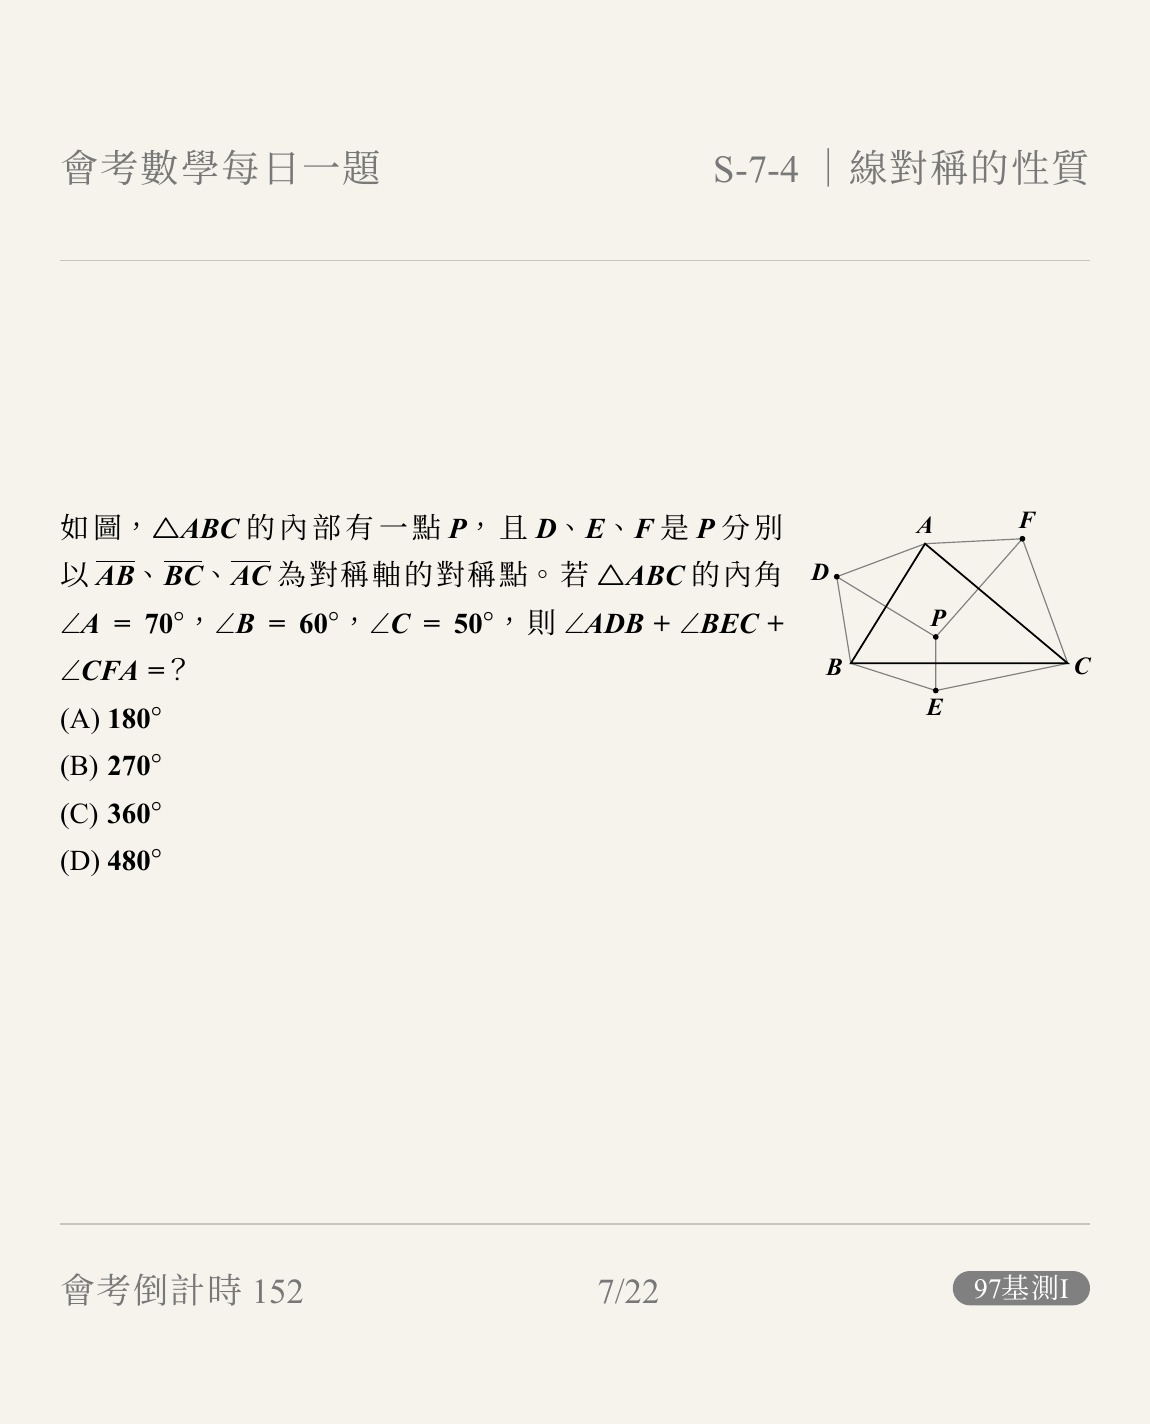 會考數學每日一題
S-7-4｜線對稱的性質
如圖，△ABC 的內部有一點 P，且 D、E、F 是 P 分別
以 A̅B̅、B̅C̅、A̅C̅ 為對稱軸的對稱點。若 △ABC 的內角
∠A = 70°，∠B = 60°，∠C = 50°，則 ∠ADB + ∠BEC +
∠CFA =？
(A) 180°
(B) 270°
(C) 360°
(D) 480°
A
F
D
P
B
C
E
會考倒計時 152
7/22
97基測I